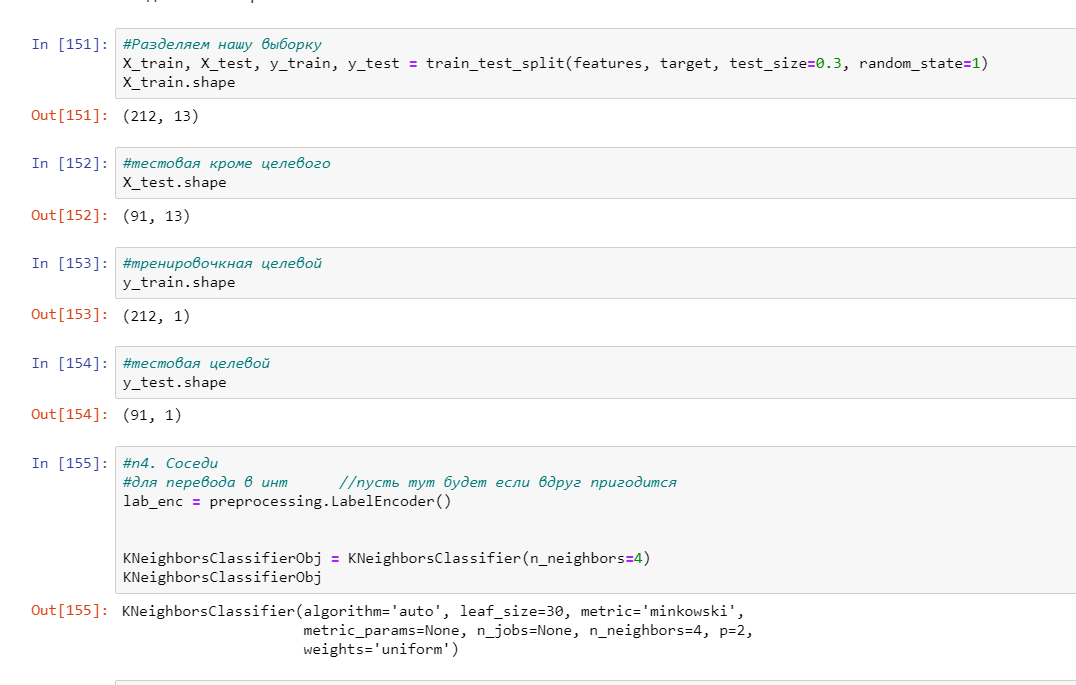 In [151]: #Разделяем нашу выборку
X_train, X_test, y_train, y_test = train_test_split(features, target, test_size=0.3, random_state=1)
X_train.shape
Out[151]: (212, 13)
In [152]: #тестовая кроме целевого
X_test.shape
Out[152]: (91, 13)
In [153]: #тренировочкная целевой
y_train.shape
Out[153]: (212, 1)
In [154]: #тестовая целевой
y_test.shape
Out[154]: (91, 1)
In [155]: #п4. Соседи
#для перевода в инт      //пусть тут будет если вдруг пригодится
lab_enc = preprocessing.LabelEncoder()
KNeighborsClassifierObj = KNeighborsClassifier(n_neighbors=4)
KNeighborsClassifierObj
Out[155]: KNeighborsClassifier(algorithm='auto', leaf_size=30, metric='minkowski',
metric_params=None, n_jobs=None, n_neighbors=4, p=2,
weights='uniform')